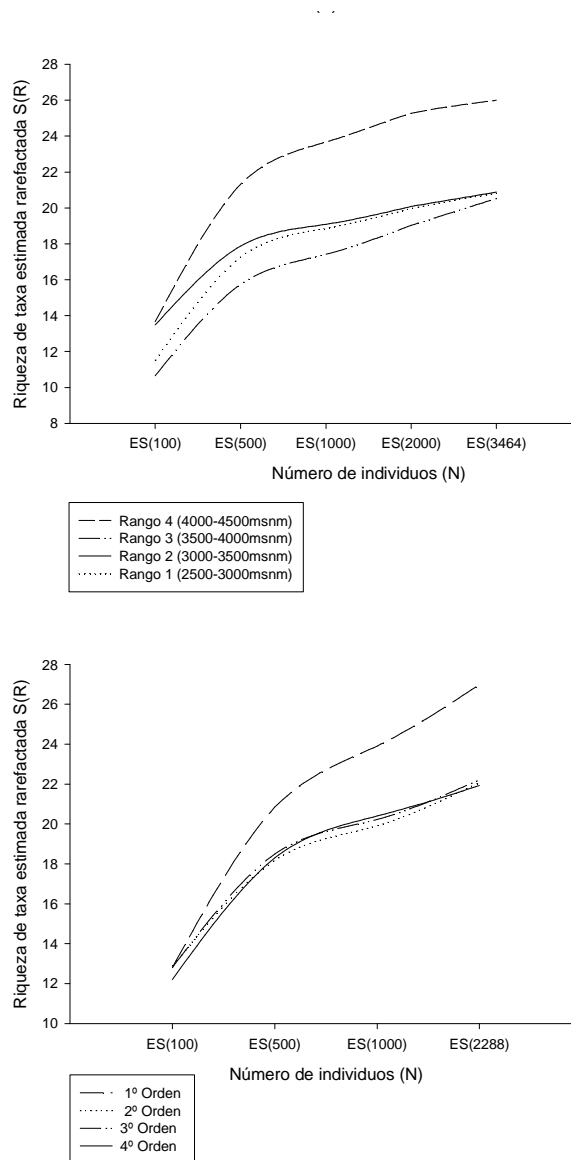 Riqueza de taxa estimada rarefactada S(R)
28
26
24
22
20
18
16
14
12
10
8
ES(100) ES(500) ES(1000) ES(2000) ES(3464)
Número de individuos (N)
Rango 4 (4000-4500msnm)
Rango 3 (3500-4000msnm)
Rango 2 (3000-3500msnm)
Rango 1 (2500-3000msnm)
Riqueza de taxa estimada rarefactada S(R)
28
26
24
22
20
18
16
14
12
10
ES(100) ES(500) ES(1000) ES(2288)
Número de individuos (N)
1º Orden
2º Orden
3º Orden
4º Orden